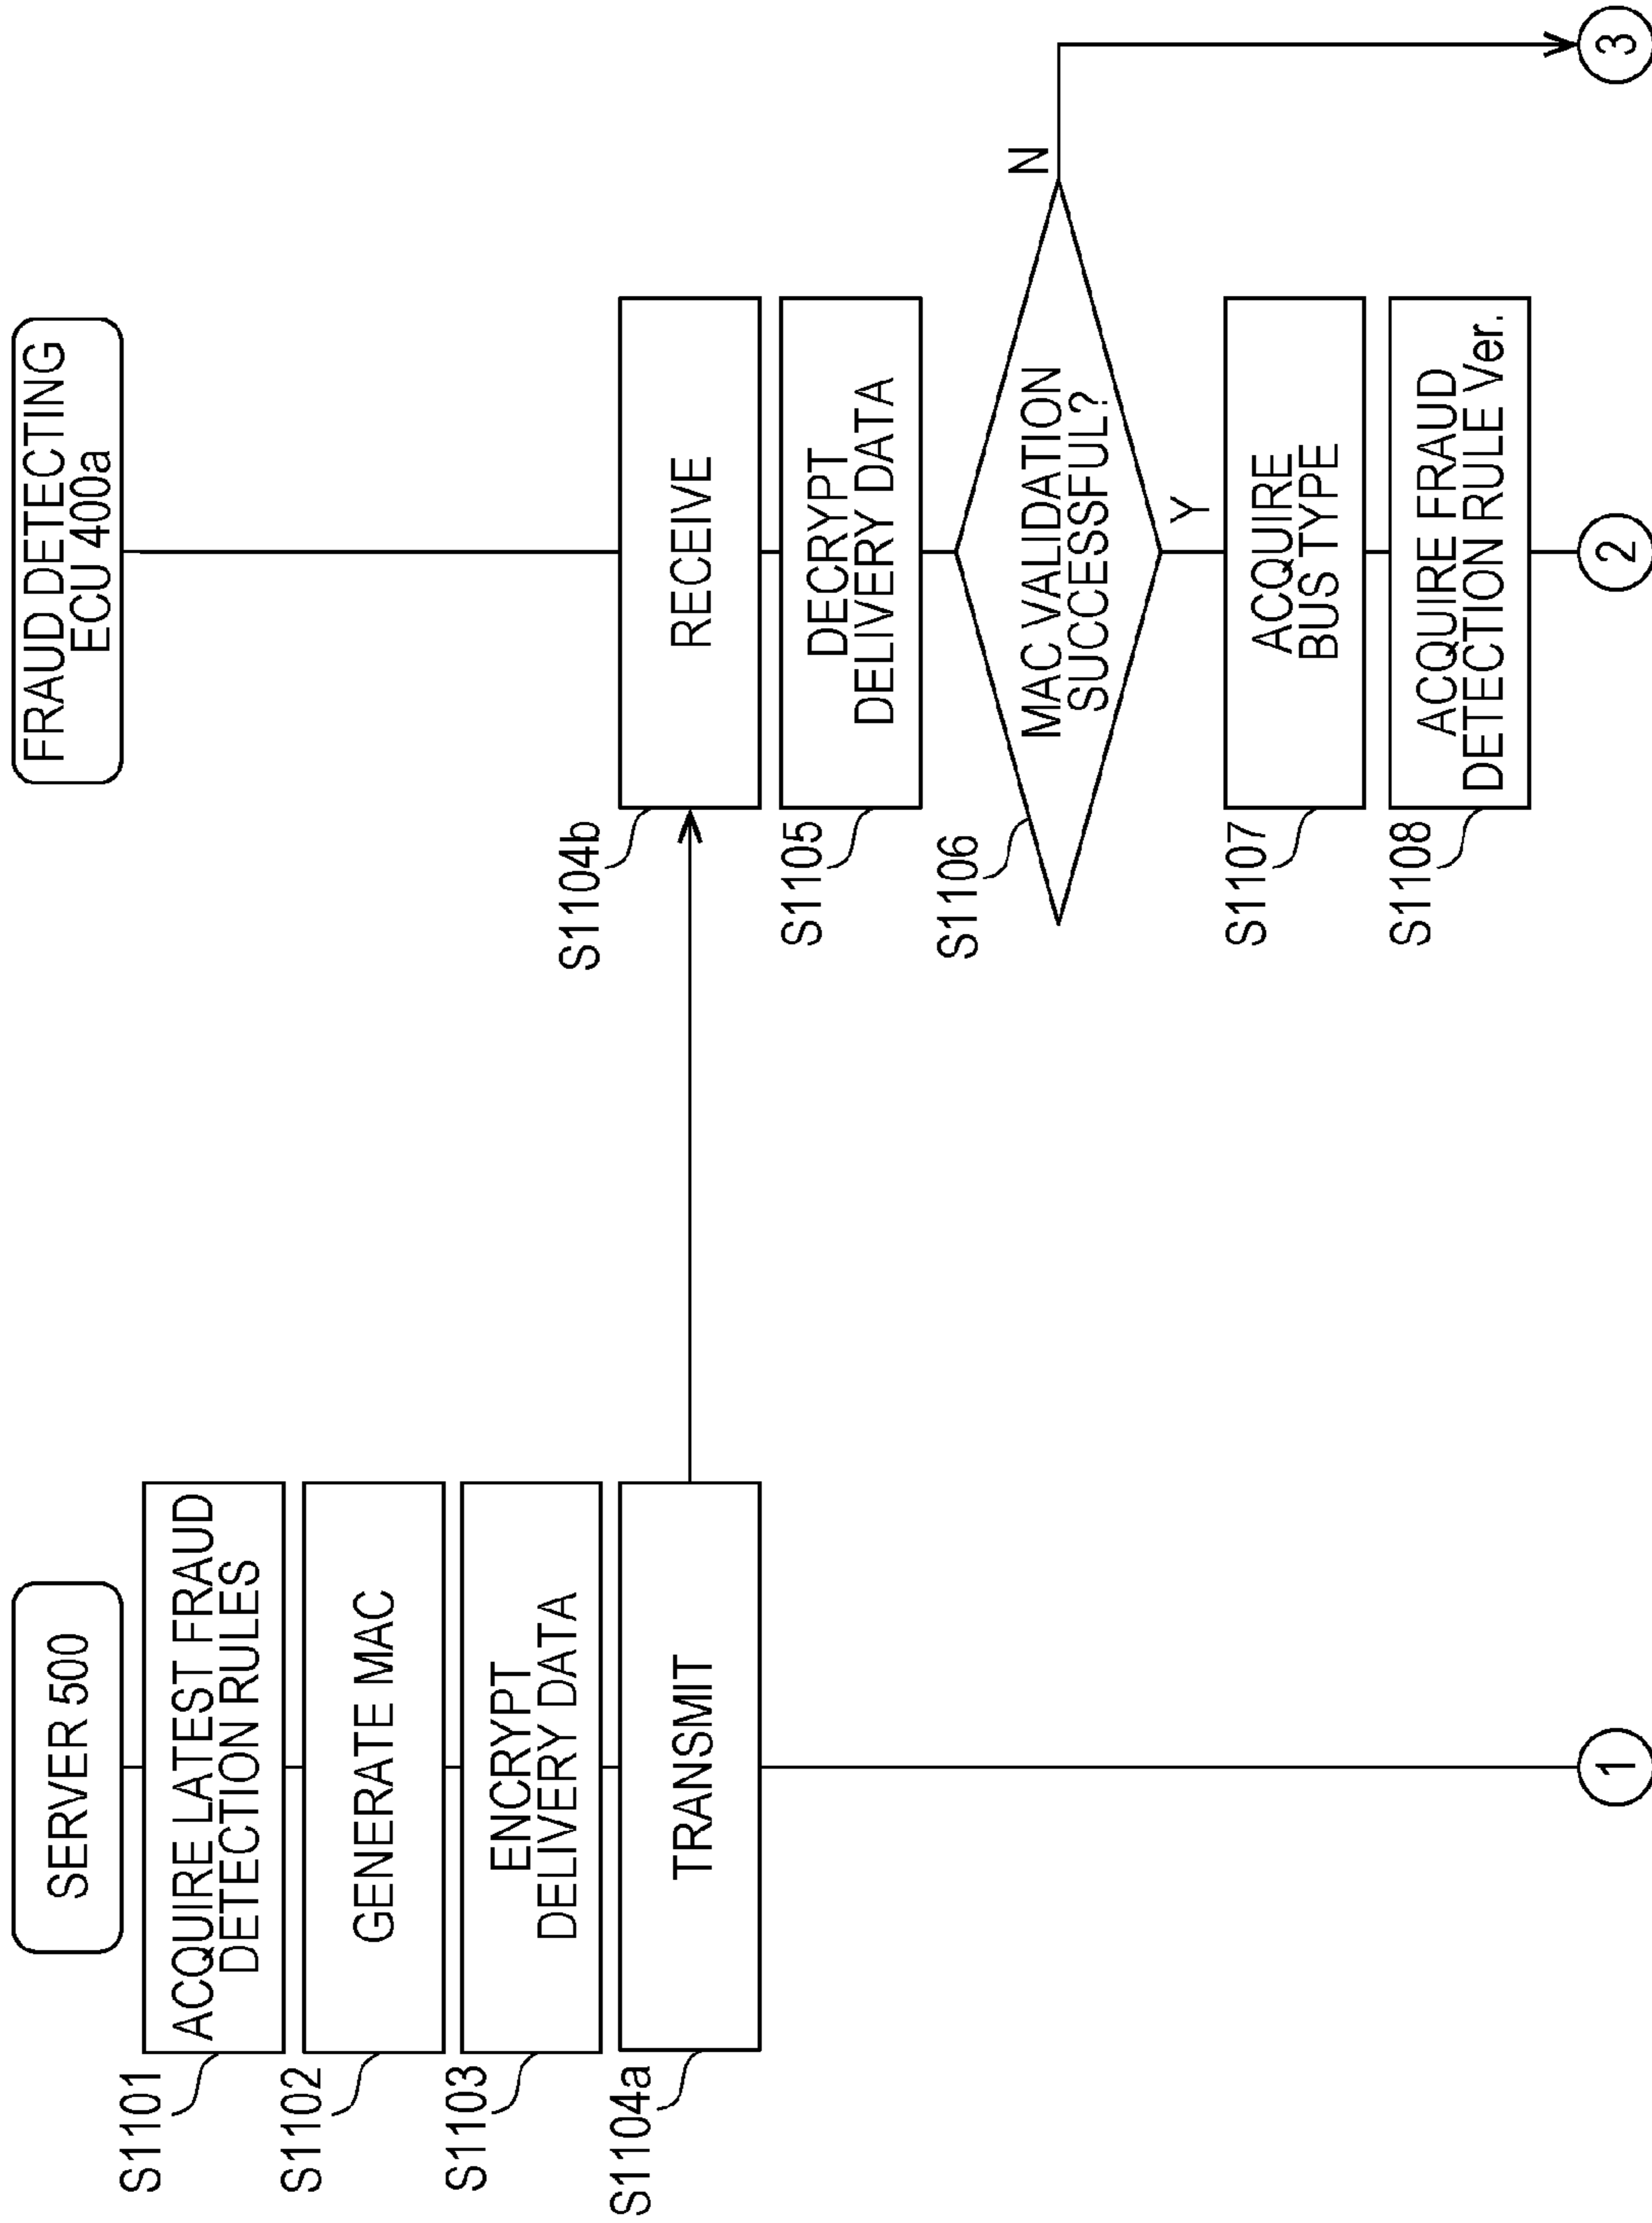 SERVER 500
S1101
ACQUIRE LATEST FRAUD
DETECTION RULES
S1102
GENERATE MAC
S1103
ENCRYPT
DELIVERY DATA
S1104a
TRANSMIT
1
FRAUD DETECTING
ECU 400a
S1104b
RECEIVE
S1105
DECRYPT
DELIVERY DATA
S1106
MAC VALIDATION
SUCCESSFUL?
N
Y
S1107
ACQUIRE
BUS TYPE
S1108
ACQUIRE FRAUD
DETECTION RULE Ver.
2
3